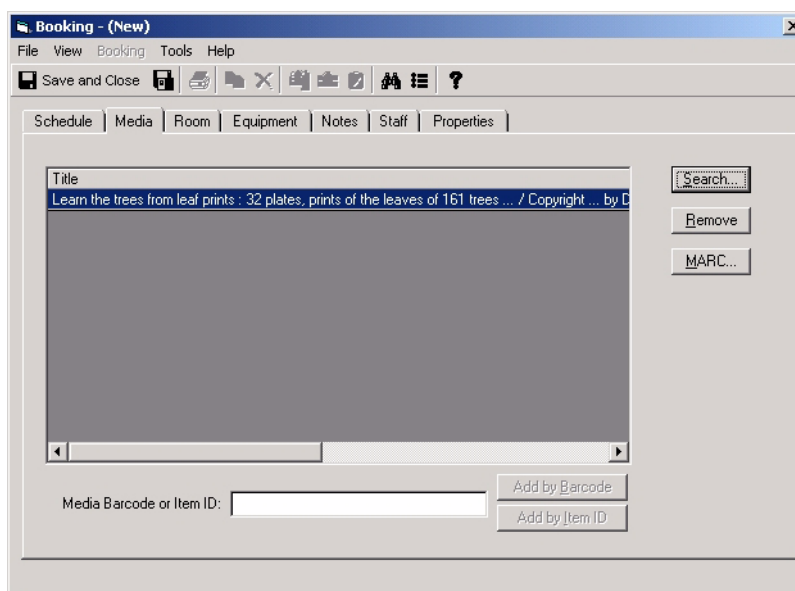 Booking - (New)
File View Booking Tools Help
Save and Close
Schedule Media Room Equipment Notes Staff Properties
Title
Learn the trees from leaf prints : 32 plates, prints of the leaves of 161 trees ... / Copyright ... by
Search...
Remove
MARC...
Media Barcode or Item ID:
Add by Barcode
Add by Item ID